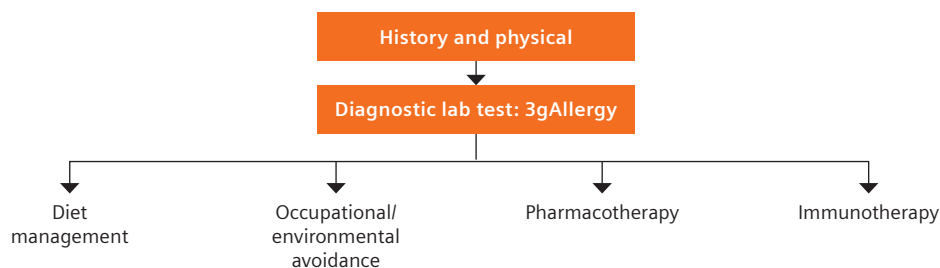 History and physical
Diagnostic lab test: 3gAllergy
Diet
management
Occupational/
environmental
avoidance
Pharmacotherapy
Immunotherapy